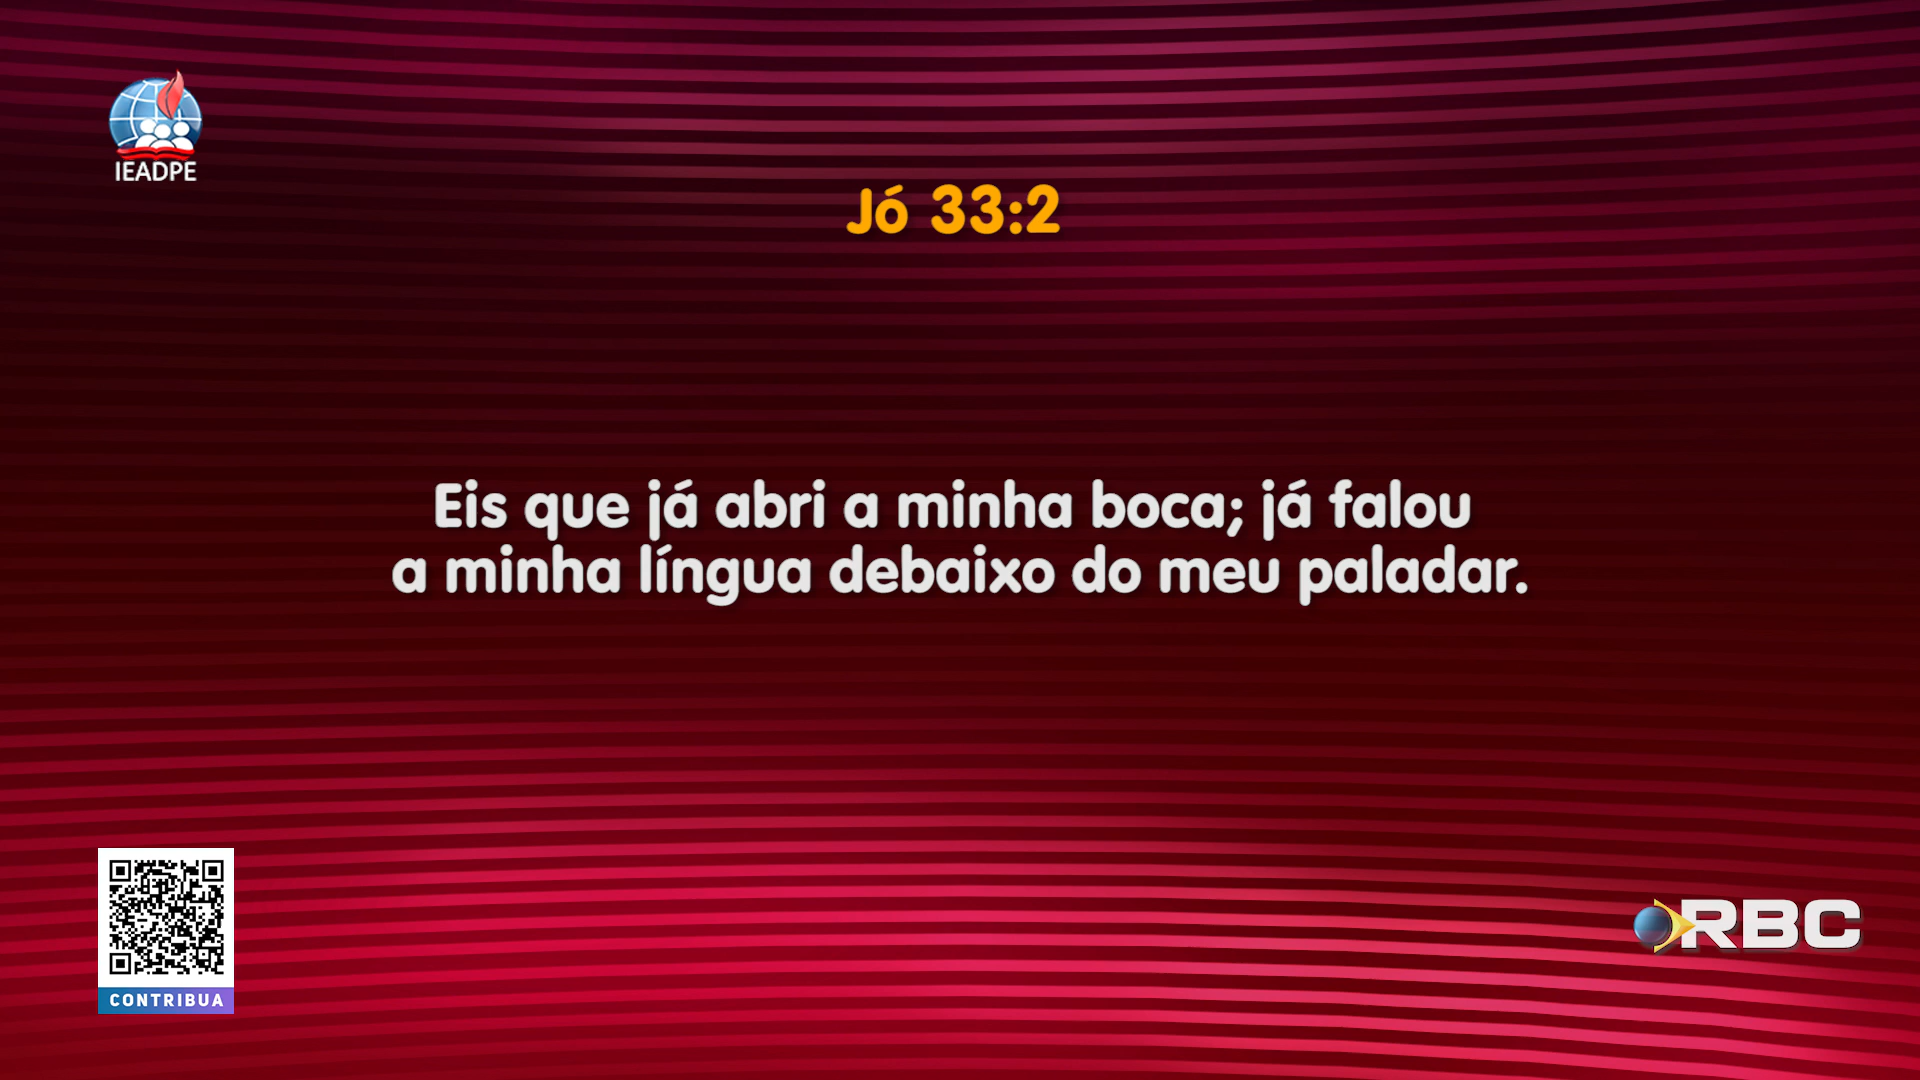 IEADPE
Jó 33:2
Eis que já abri a minha boca; já falou
a minha língua debaixo do meu paladar.
CONTRIBUA
RBC